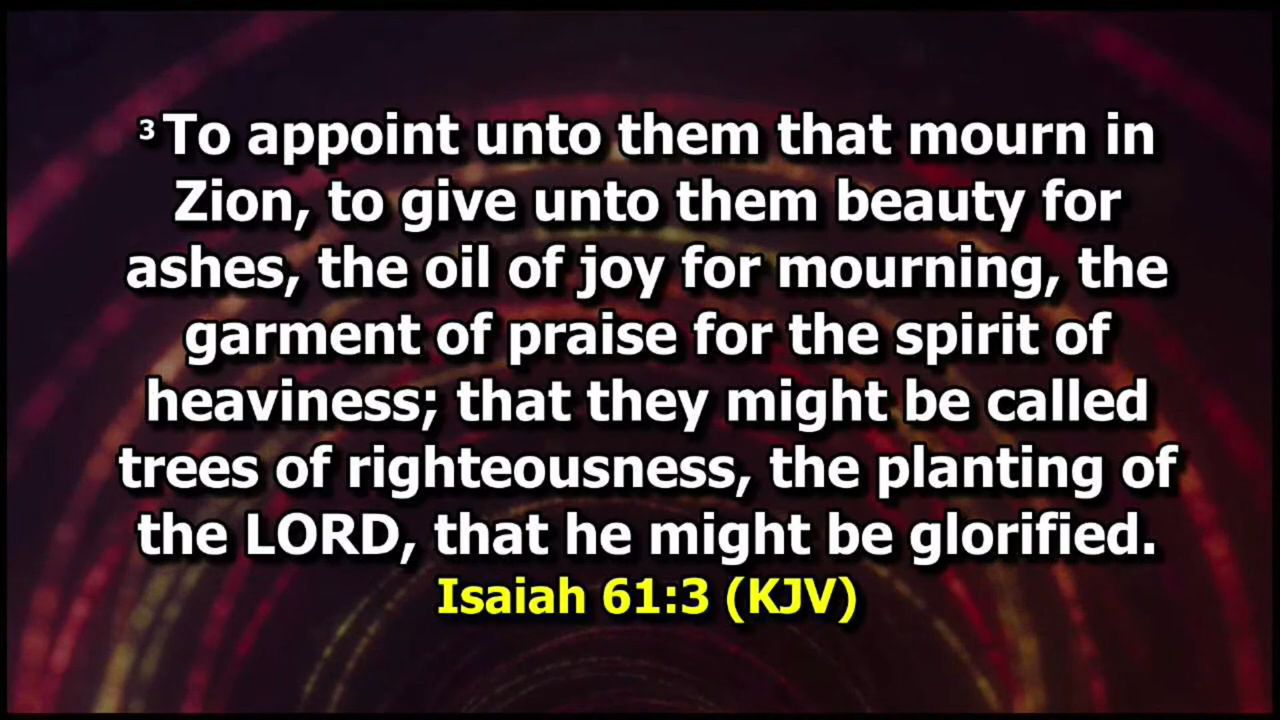 ³To appoint unto them that mourn in
Zion, to give unto them beauty for
ashes, the oil of joy for mourning, the
garment of praise for the spirit of
heaviness; that they might be called
trees of righteousness, the planting of
the LORD, that he might be glorified.
Isaiah 61:3 (KJV)